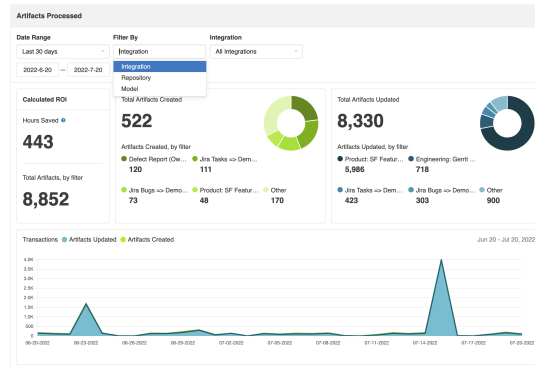 Artifacts Processed
Date Range
Filter By
Integration
Last 30 days
Integration
All Integrations
2022-6-20 — 2022-7-20
Integration
Repository
Model
Calculated ROI
Hours Saved
443
Total Artifacts, by filter
8,852
Total Artifacts Created
522
Artifacts Created, by filter
Defect Report (Ow...
120
Jira Tasks => Dem...
111
Jira Bugs => Demo...
73
Product: SF Featur...
48
Other
170
Total Artifacts Updated
8,330
Artifacts Updated, by filter
Product: SF Featur...
5,986
Engineering: Gerrit ...
718
Jira Tasks => Dem...
423
Jira Bugs => Demo...
303
Other
900
Transactions Artifacts Updated Artifacts Created
Jun 20 - Jul 20, 2022
4.0K
3.5K
3.0K
2.5K
2.0K
1.5K
1.0K
500
0
06-20-2022 06-23-2022 06-26-2022 06-29-2022 07-02-2022 07-05-2022 07-08-2022 07-11-2022 07-14-2022 07-17-2022 07-20-2022